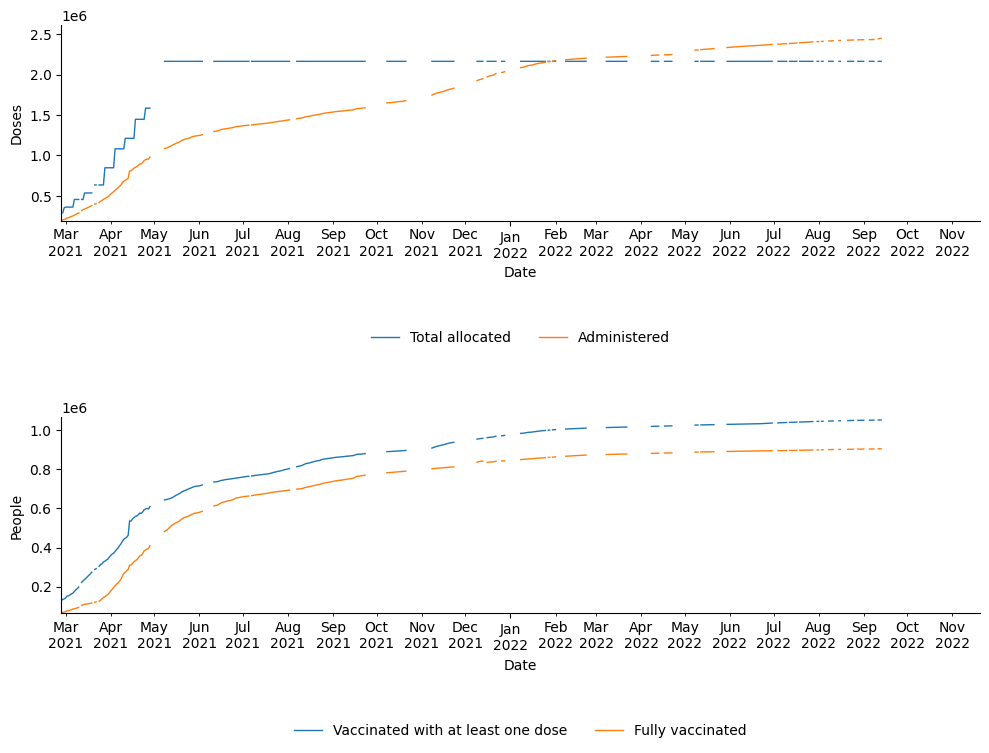 1e6
2.5
2.0
1.5
1.0
0.5
Doses
Mar Apr May Jun Jul Aug Sep Oct Nov Dec Jan Feb Mar Apr May Jun Jul Aug Sep Oct Nov
2021 2021 2021 2021 2021 2021 2021 2021 2021 2021 2022 2022 2022 2022 2022 2022 2022 2022 2022 2022 2022
Date
Total allocated Administered
1e6
1.0
0.8
0.6
0.4
0.2
People
Mar Apr May Jun Jul Aug Sep Oct Nov Dec Jan Feb Mar Apr May Jun Jul Aug Sep Oct Nov
2021 2021 2021 2021 2021 2021 2021 2021 2021 2021 2022 2022 2022 2022 2022 2022 2022 2022 2022 2022 2022
Date
Vaccinated with at least one dose Fully vaccinated